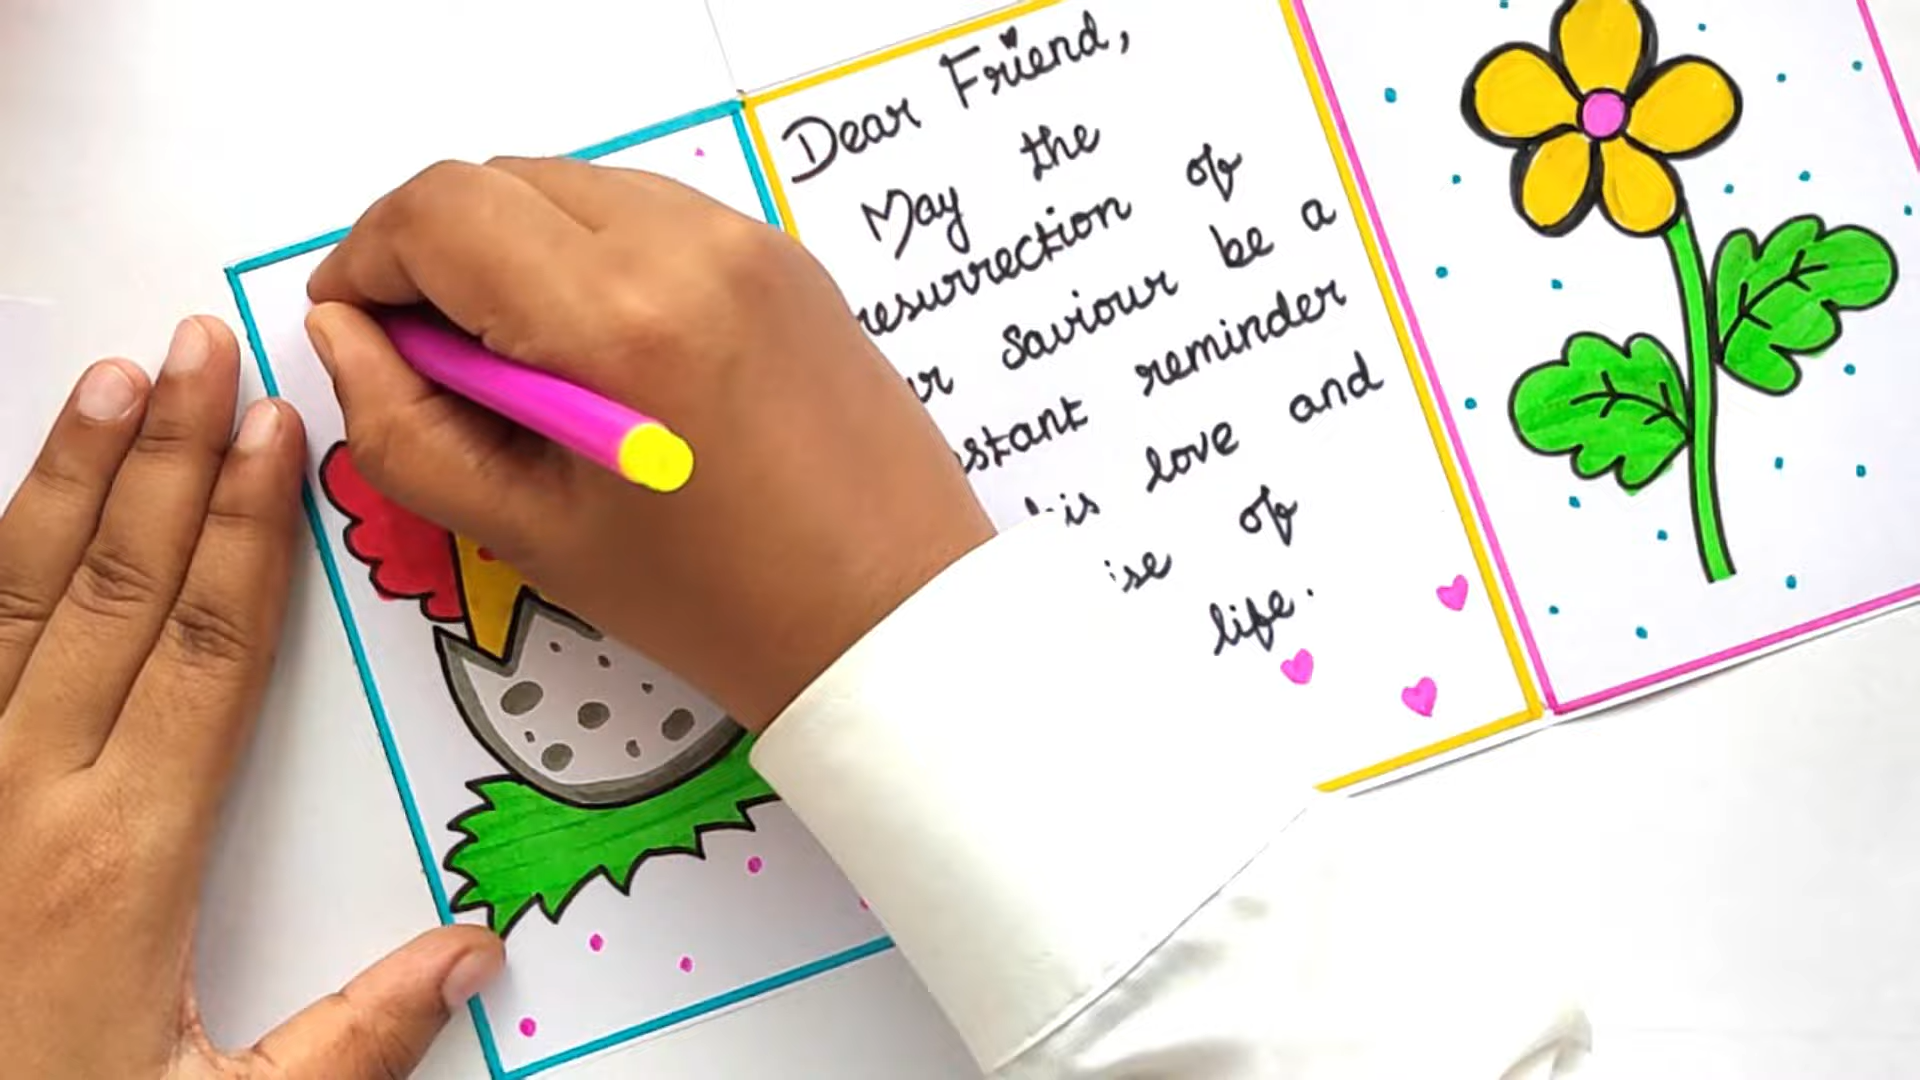 Dear Friend,
May the
resurrection of
saviour be a
reminder
love and
of
life.